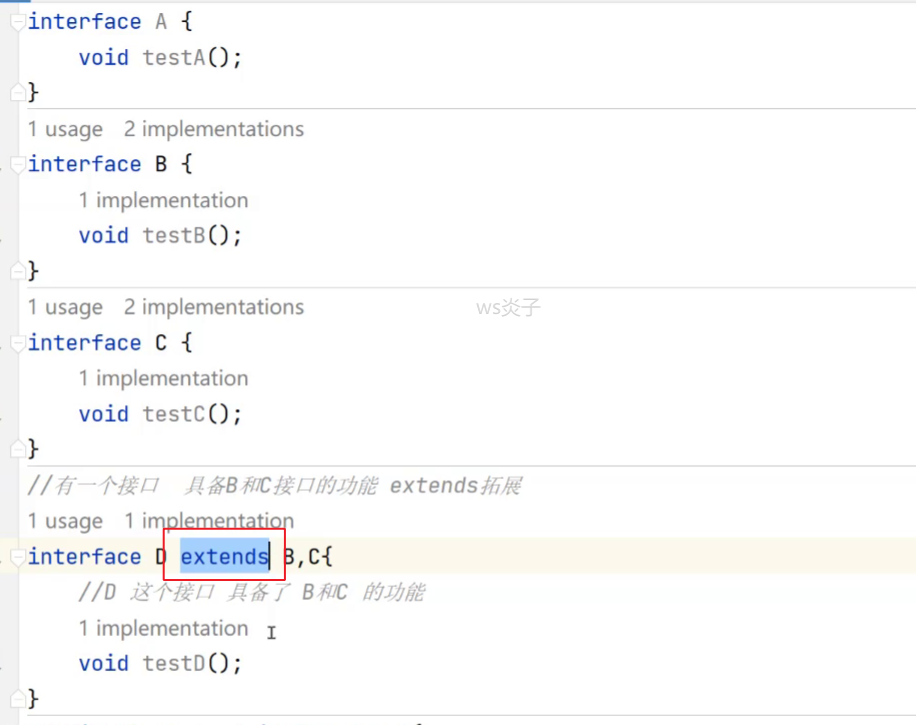 interface A {
void testA();
}
1 usage 2 implementations
interface B {
1 implementation
void testB();
}
1 usage 2 implementations
ws炎子
interface C {
1 implementation
void testC();
}
//有一个接口 具备B和C接口的功能 extends拓展
1 usage 1 implementation
interface D extends B,C{
//D 这个接口 具备了 B和C 的功能
1 implementation
void testD();
}